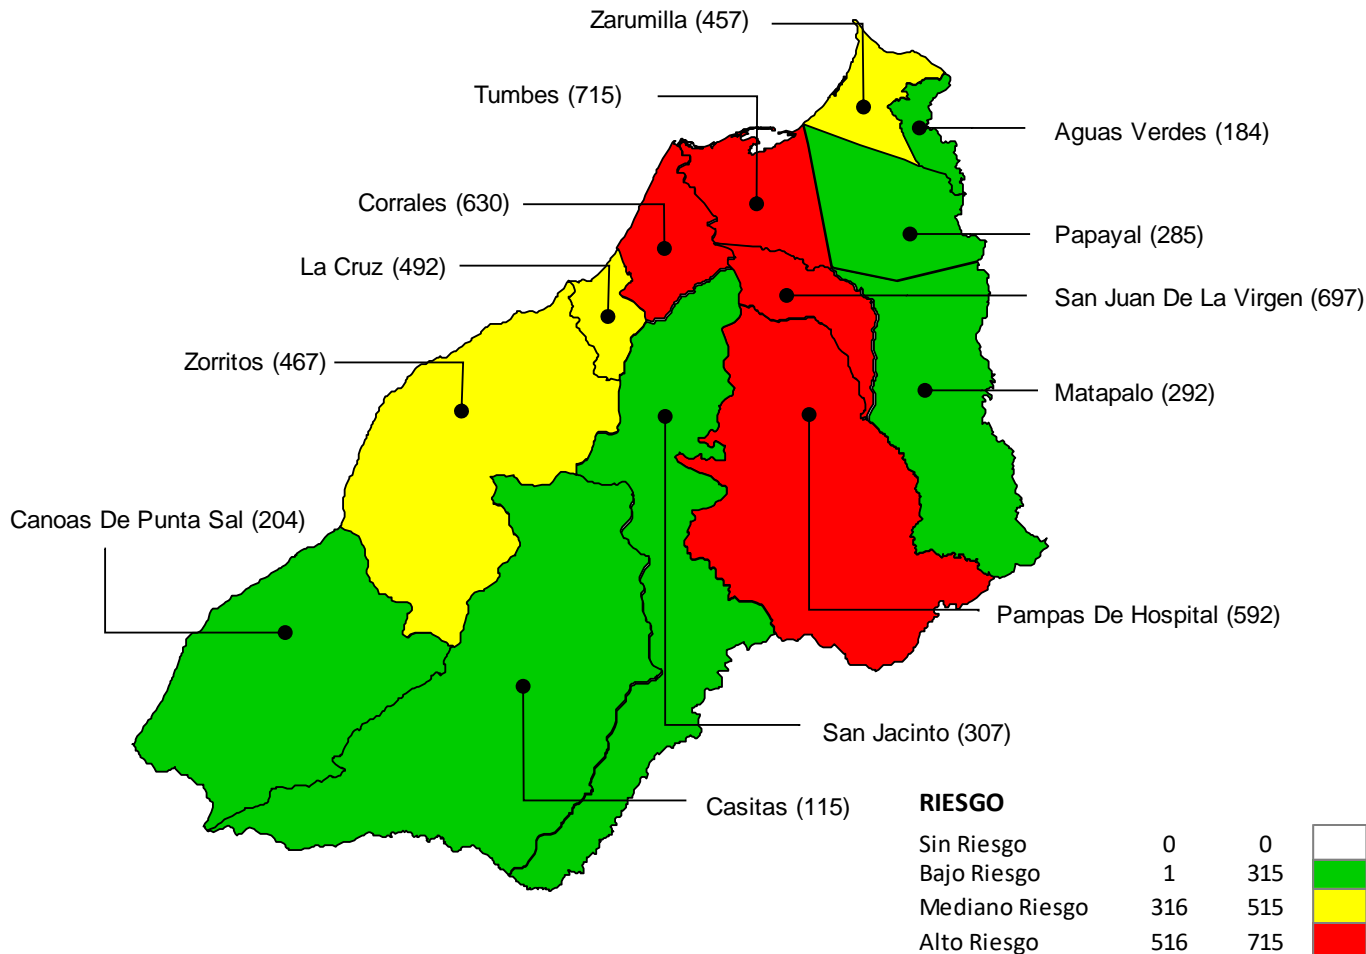 Zarumilla (457)
Tumbes (715)
Aguas Verdes (184)
Corrales (630)
Papayal (285)
La Cruz (492)
San Juan De La Virgen (697)
Zorritos (467)
Matapalo (292)
Canoas De Punta Sal (204)
Pampas De Hospital (592)
San Jacinto (307)
Casitas (115)
RIESGO
Sin Riesgo 0 0
Bajo Riesgo 1 315
Mediano Riesgo 316 515
Alto Riesgo 516 715